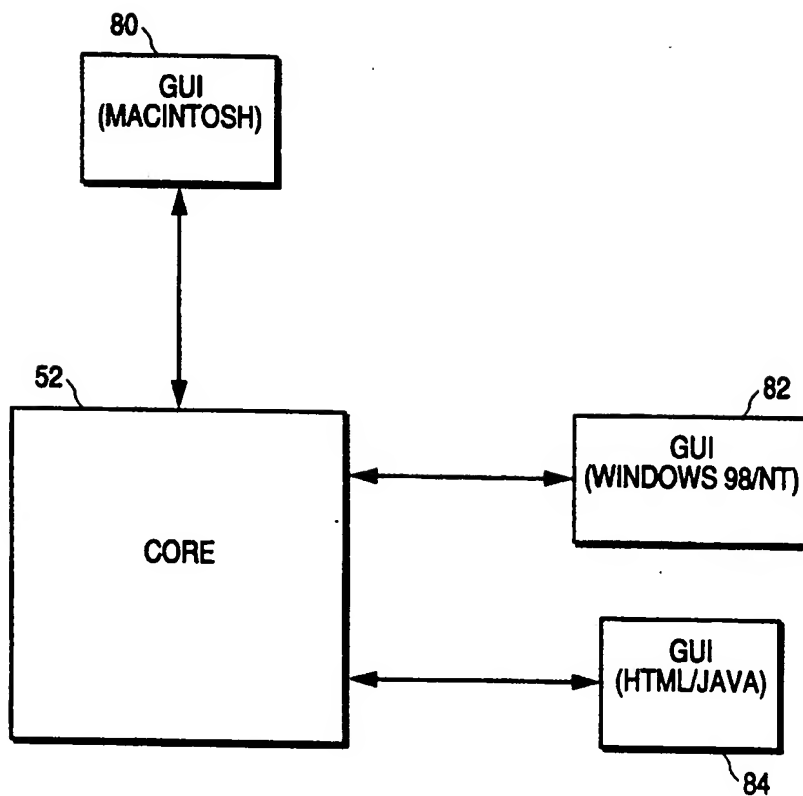 80
GUI
(MACINTOSH)
52
CORE
82
GUI
(WINDOWS 98/NT)
GUI
(HTML/JAVA)
84